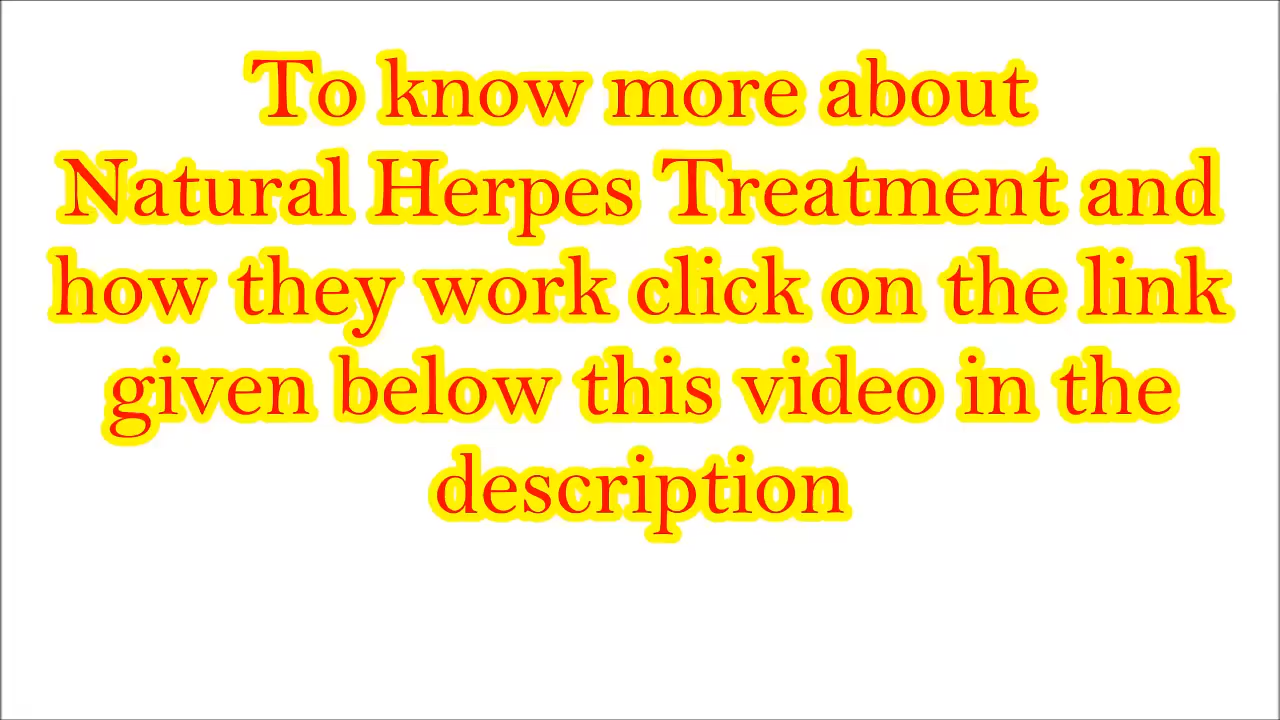 To know more about
Natural Herpes Treatment and
how they work click on the link
given below this video in the
description